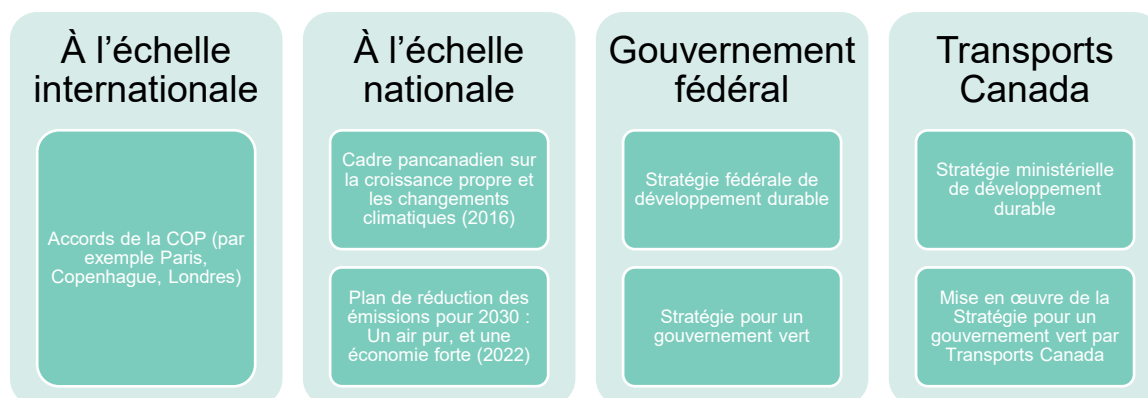 À l’échelle
internationale
Accords de la COP (par
exemple Paris,
Copenhague, Londres)
À l’échelle
nationale
Cadre pancanadien sur
la croissance propre et
les changements
climatiques (2016)
Plan de réduction des
émissions pour 2030 :
Un air pur, et une
économie forte (2022)
Gouvernement
fédéral
Stratégie fédérale de
développement durable
Stratégie pour un
gouvernement vert
Transports
Canada
Stratégie ministérielle
de développement
durable
Mise en œuvre de la
Stratégie pour un
gouvernement vert par
Transports Canada